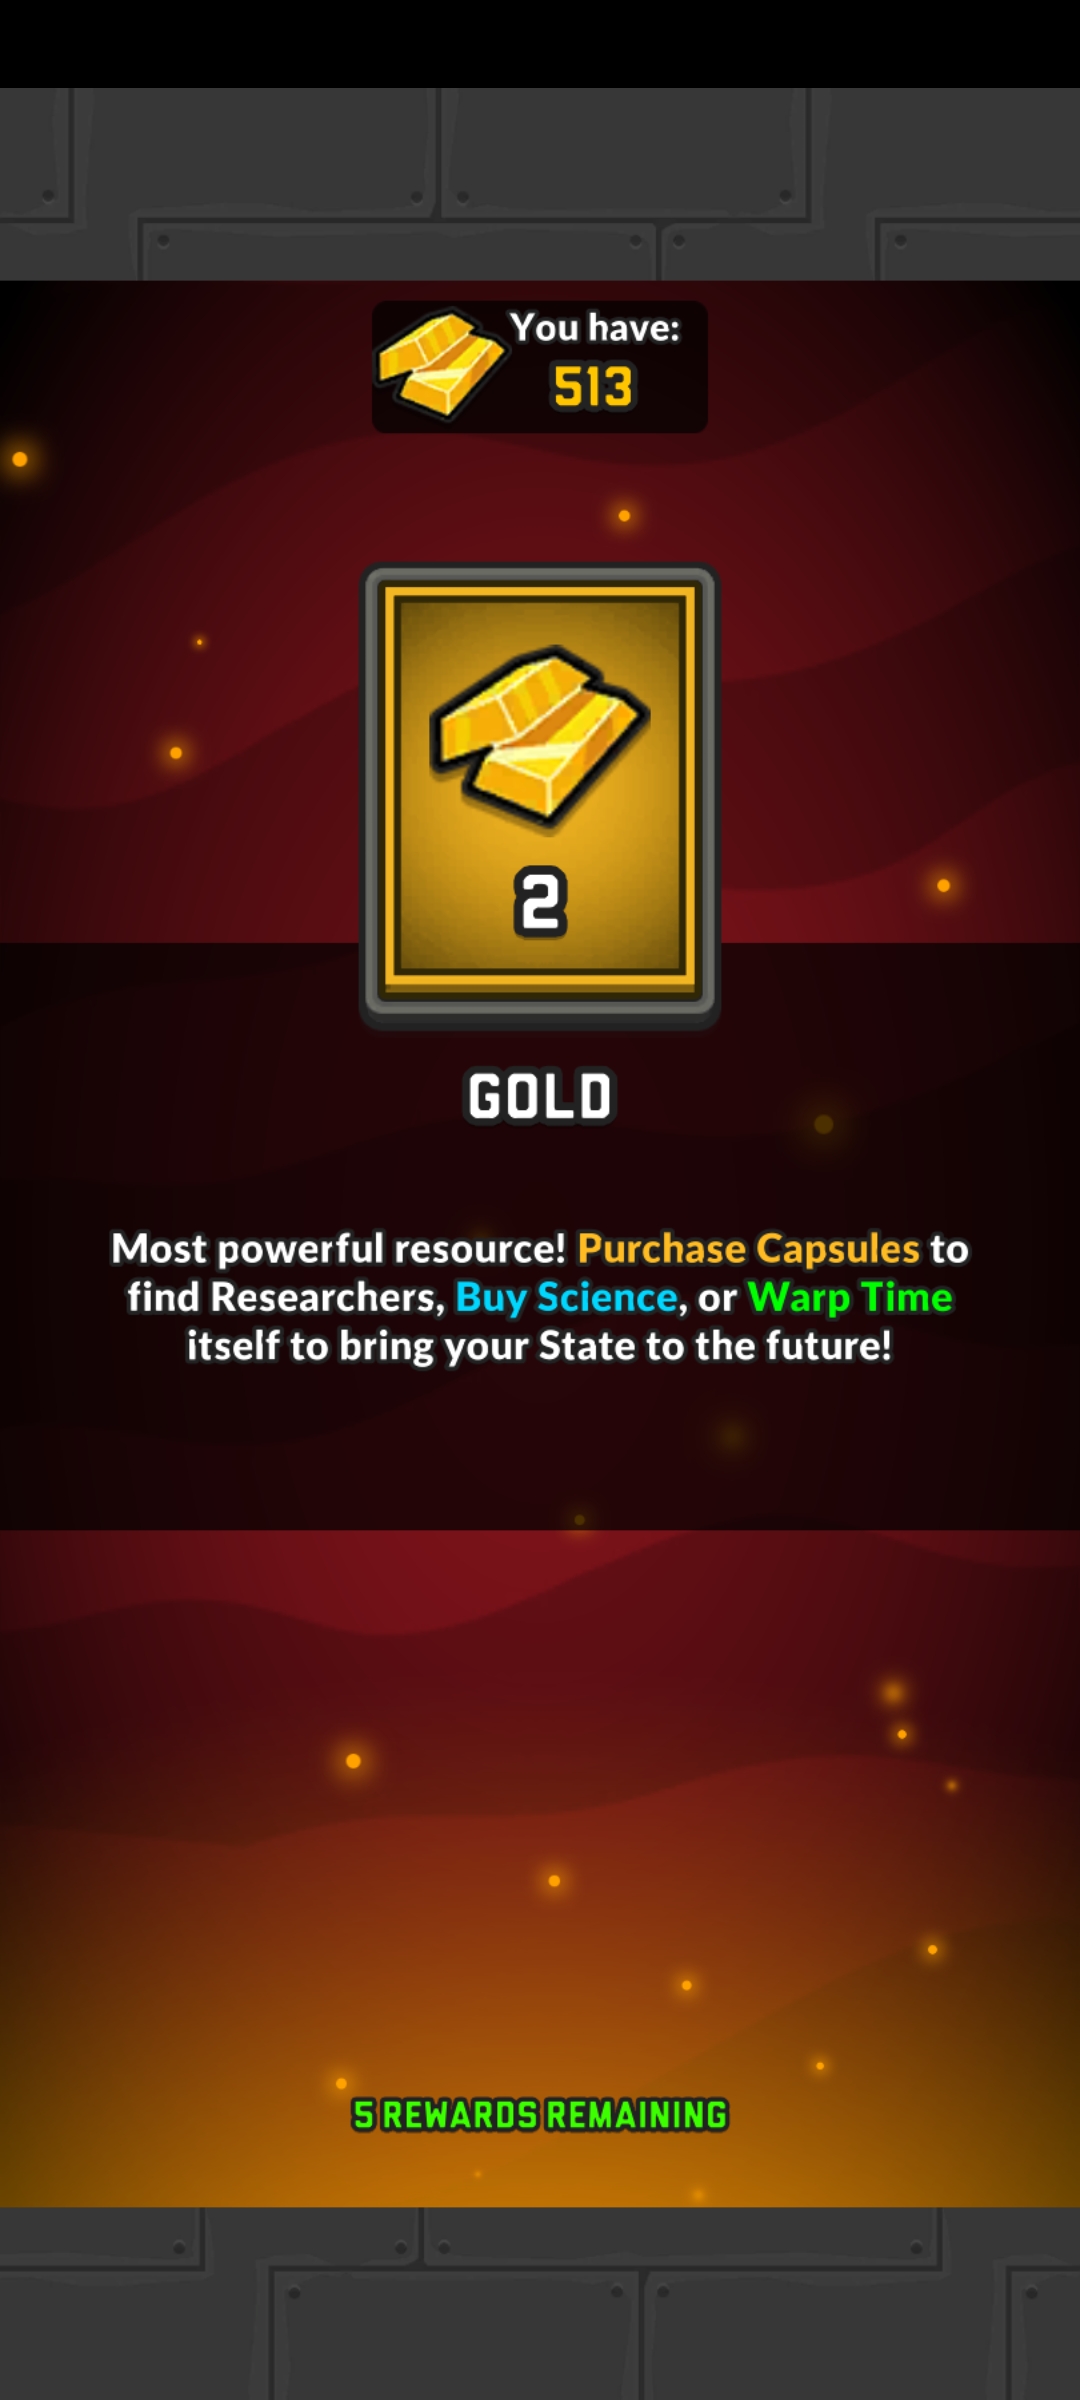 You have:
513
2
GOLD
Most powerful resource! Purchase Capsules to
find Researchers, Buy Science, or Warp Time
itself to bring your State to the future!
5 REWARDS REMAINING